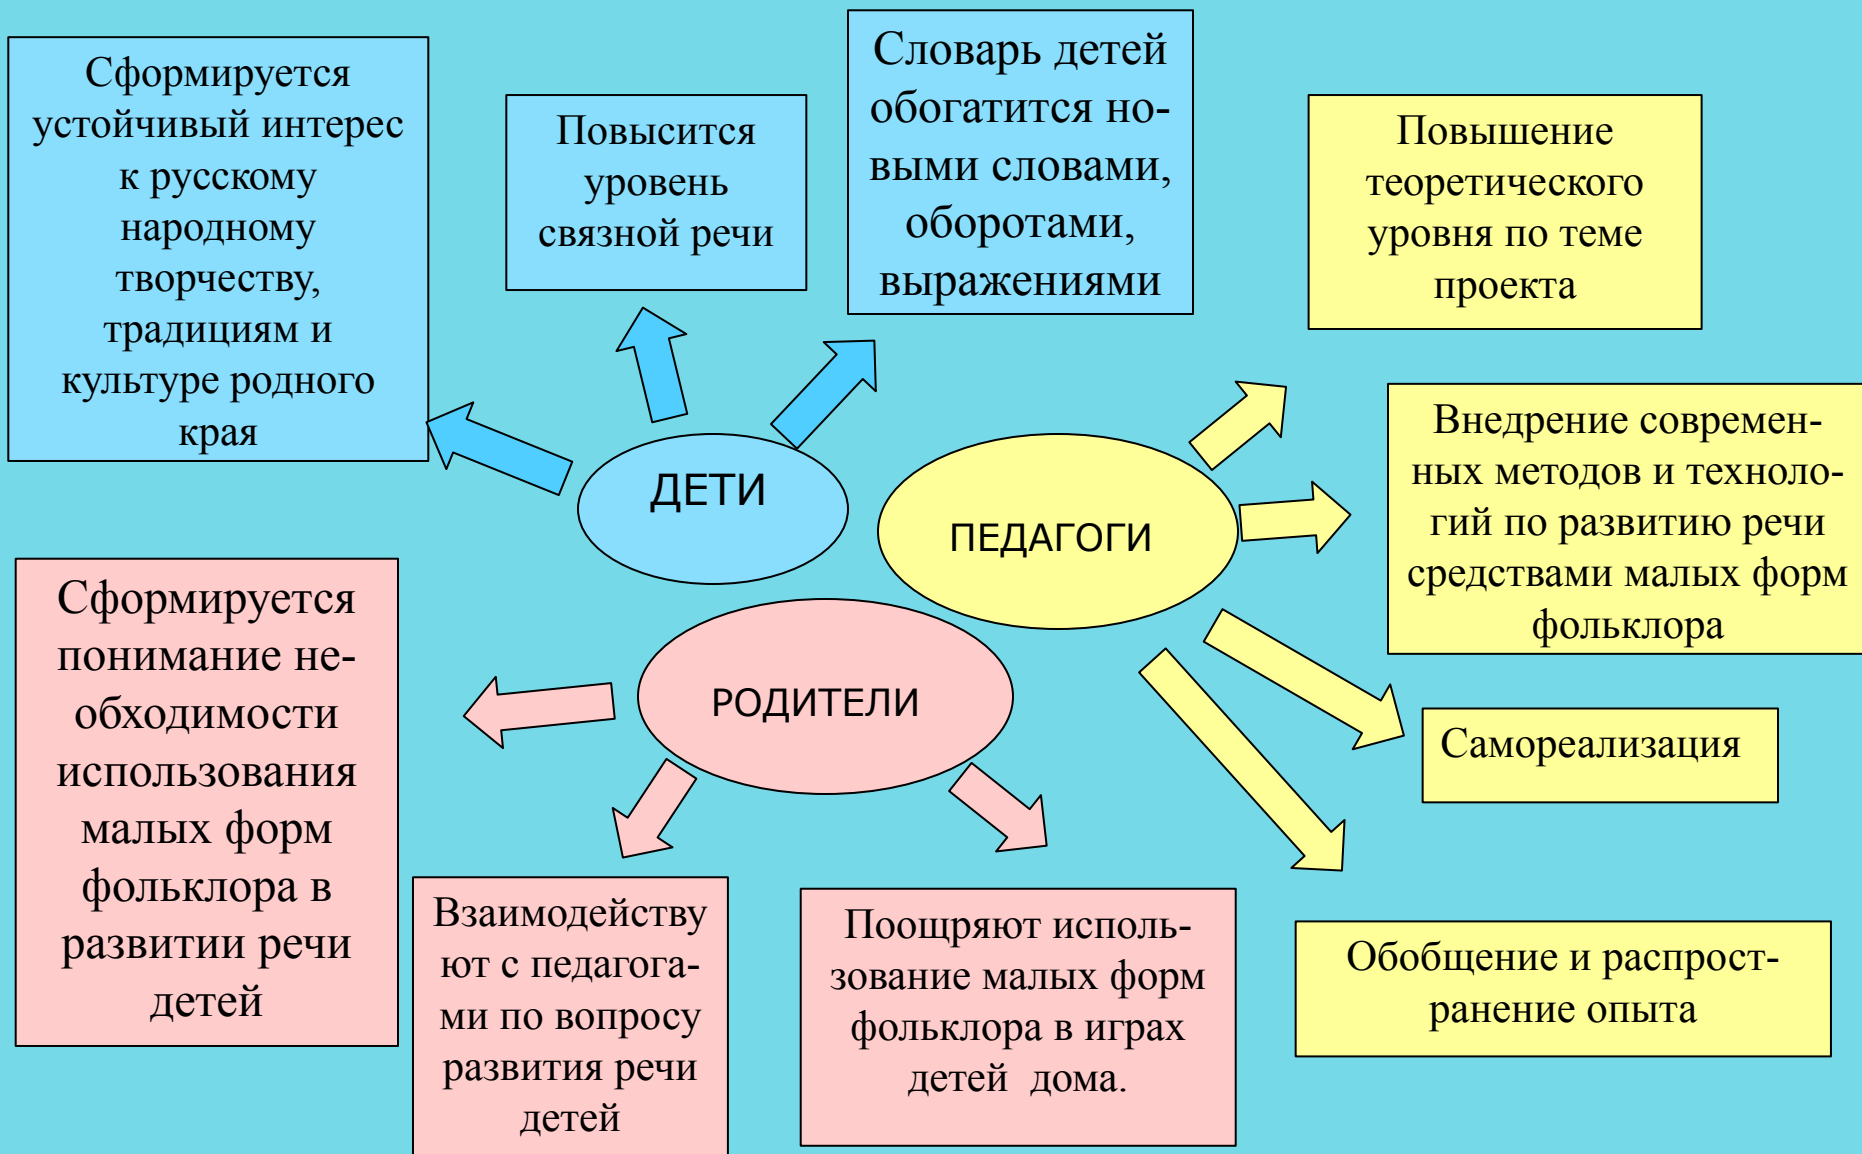 Сформируется
устойчивый интерес
к русскому
народному
творчеству,
традициям и
культуре родного
края
Повысится
уровень
связной речи
Словарь детей
обогатится но-
выми словами,
оборотами,
выражениями
Повышение
теоретического
уровня по теме
проекта
Внедрение современ-
ных методов и техноло-
гий по развитию речи
средствами малых форм
фольклора
ДЕТИ
ПЕДАГОГИ
РОДИТЕЛИ
Сформируется
понимание не-
обходимости
использования
малых форм
фольклора в
развитии речи
детей
Взаимодейству
ют с педагога-
ми по вопросу
развития речи
детей
Поощряют исполь-
зование малых форм
фольклора в играх
детей дома.
Самореализация
Обобщение и распрост-
ранение опыта